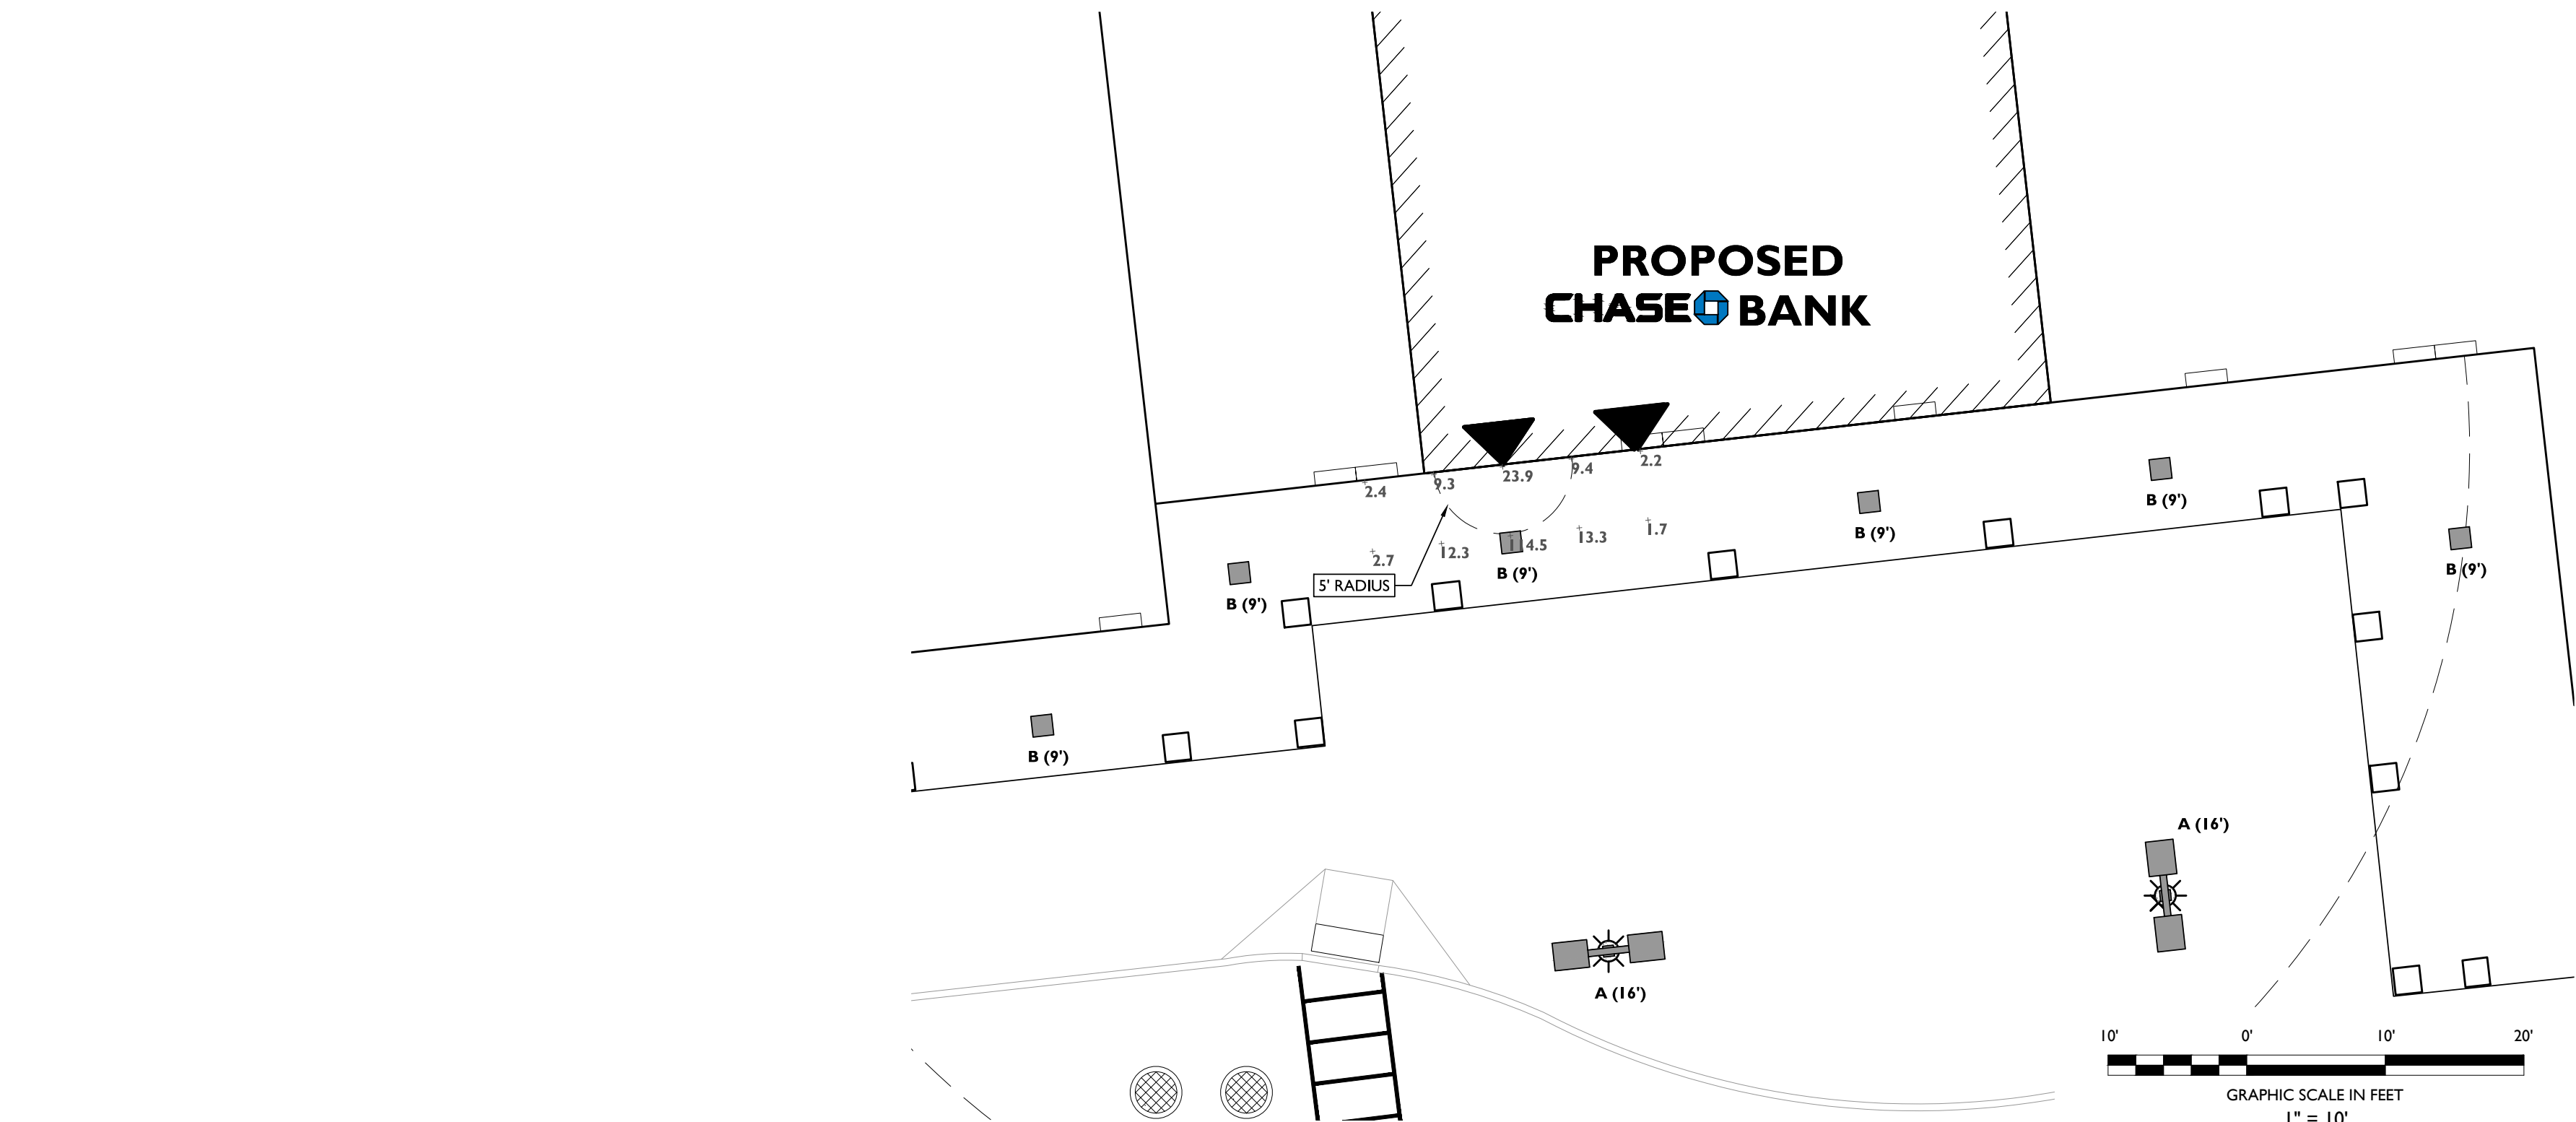 PROPOSED
CHASE BANK
2.4
9.3
23.9
9.4
2.2
2.7
12.3
14.5
13.3
1.7
5' RADIUS
B (9')
B (9')
B (9')
B (9')
B (9')
B (9')
A (16')
A (16')
10' 0' 10' 20'
GRAPHIC SCALE IN FEET
1" = 10'